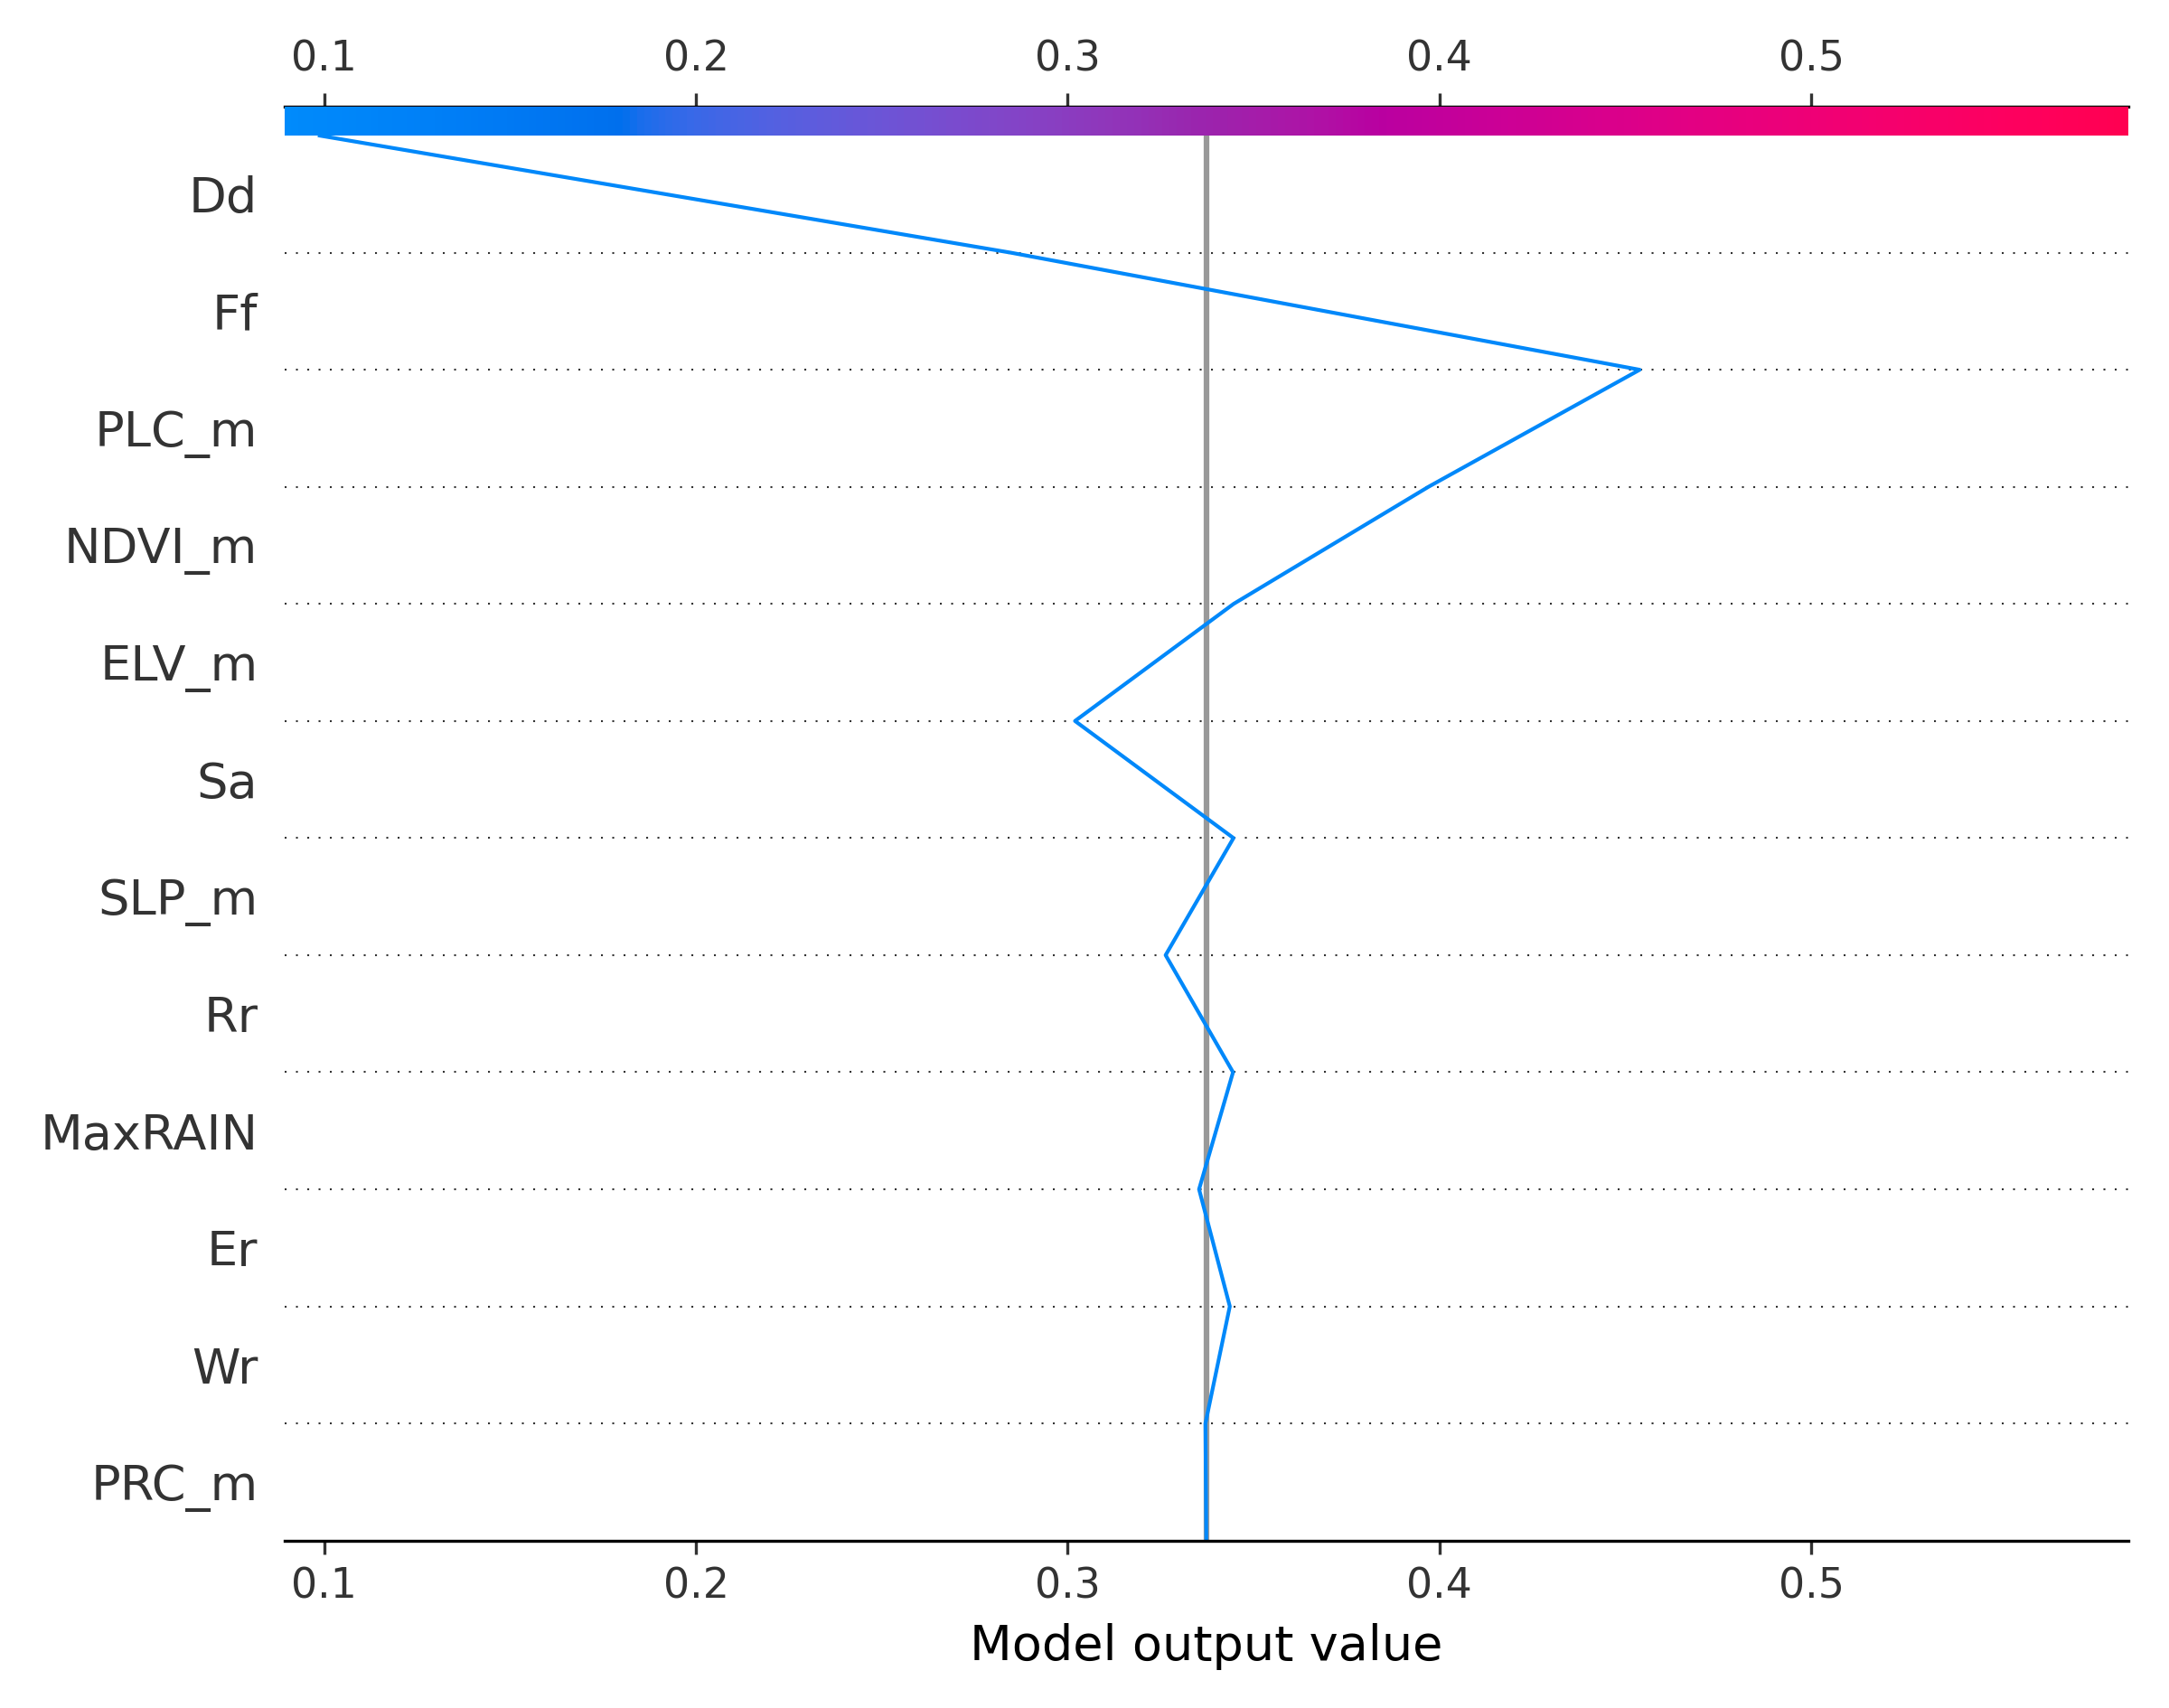 0.1 0.2 0.3 0.4 0.5
Dd
Ff
PLC_m
NDVI_m
ELV_m
Sa
SLP_m
Rr
MaxRAIN
Er
Wr
PRC_m
0.1 0.2 0.3 0.4 0.5
Model output value